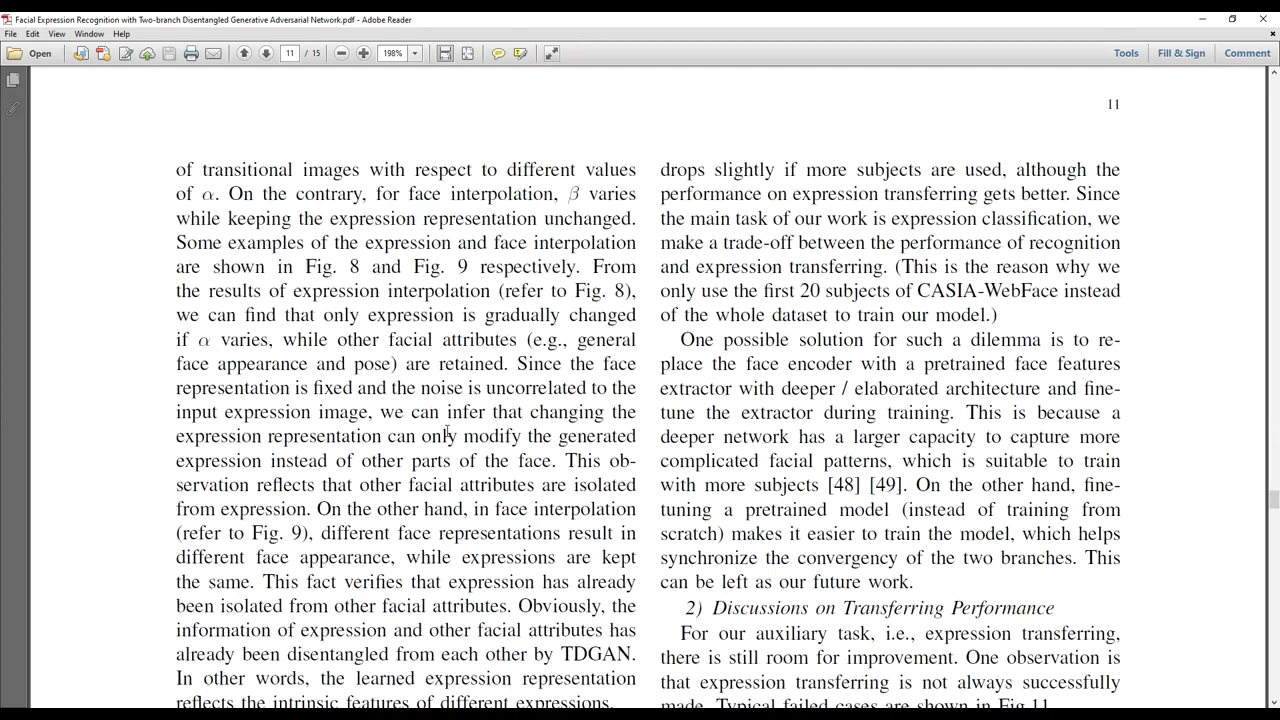 Facial Expression Recognition with Two-branch Disentangled Generative Adversarial Network.pdf - Adobe Reader
File Edit View Window Help
Open 11 / 15 198% Tools Fill & Sign Comment
11
of transitional images with respect to different values
of α. On the contrary, for face interpolation, β varies
while keeping the expression representation unchanged.
Some examples of the expression and face interpolation
are shown in Fig. 8 and Fig. 9 respectively. From
the results of expression interpolation (refer to Fig. 8),
we can find that only expression is gradually changed
if α varies, while other facial attributes (e.g., general
face appearance and pose) are retained. Since the face
representation is fixed and the noise is uncorrelated to the
input expression image, we can infer that changing the
expression representation can only modify the generated
expression instead of other parts of the face. This ob-
servation reflects that other facial attributes are isolated
from expression. On the other hand, in face interpolation
(refer to Fig. 9), different face representations result in
different face appearance, while expressions are kept
the same. This fact verifies that expression has already
been isolated from other facial attributes. Obviously, the
information of expression and other facial attributes has
already been disentangled from each other by TDGAN.
In other words, the learned expression representation
reflects the intrinsic features of different expressions.
drops slightly if more subjects are used, although the
performance on expression transferring gets better. Since
the main task of our work is expression classification, we
make a trade-off between the performance of recognition
and expression transferring. (This is the reason why we
only use the first 20 subjects of CASIA-WebFace instead
of the whole dataset to train our model.)
One possible solution for such a dilemma is to re-
place the face encoder with a pretrained face features
extractor with deeper / elaborated architecture and fine-
tune the extractor during training. This is because a
deeper network has a larger capacity to capture more
complicated facial patterns, which is suitable to train
with more subjects [48] [49]. On the other hand, fine-
tuning a pretrained model (instead of training from
scratch) makes it easier to train the model, which helps
synchronize the convergency of the two branches. This
can be left as our future work.
2) Discussions on Transferring Performance
For our auxiliary task, i.e., expression transferring,
there is still room for improvement. One observation is
that expression transferring is not always successfully
made. Typical failed cases are shown in Fig.11.